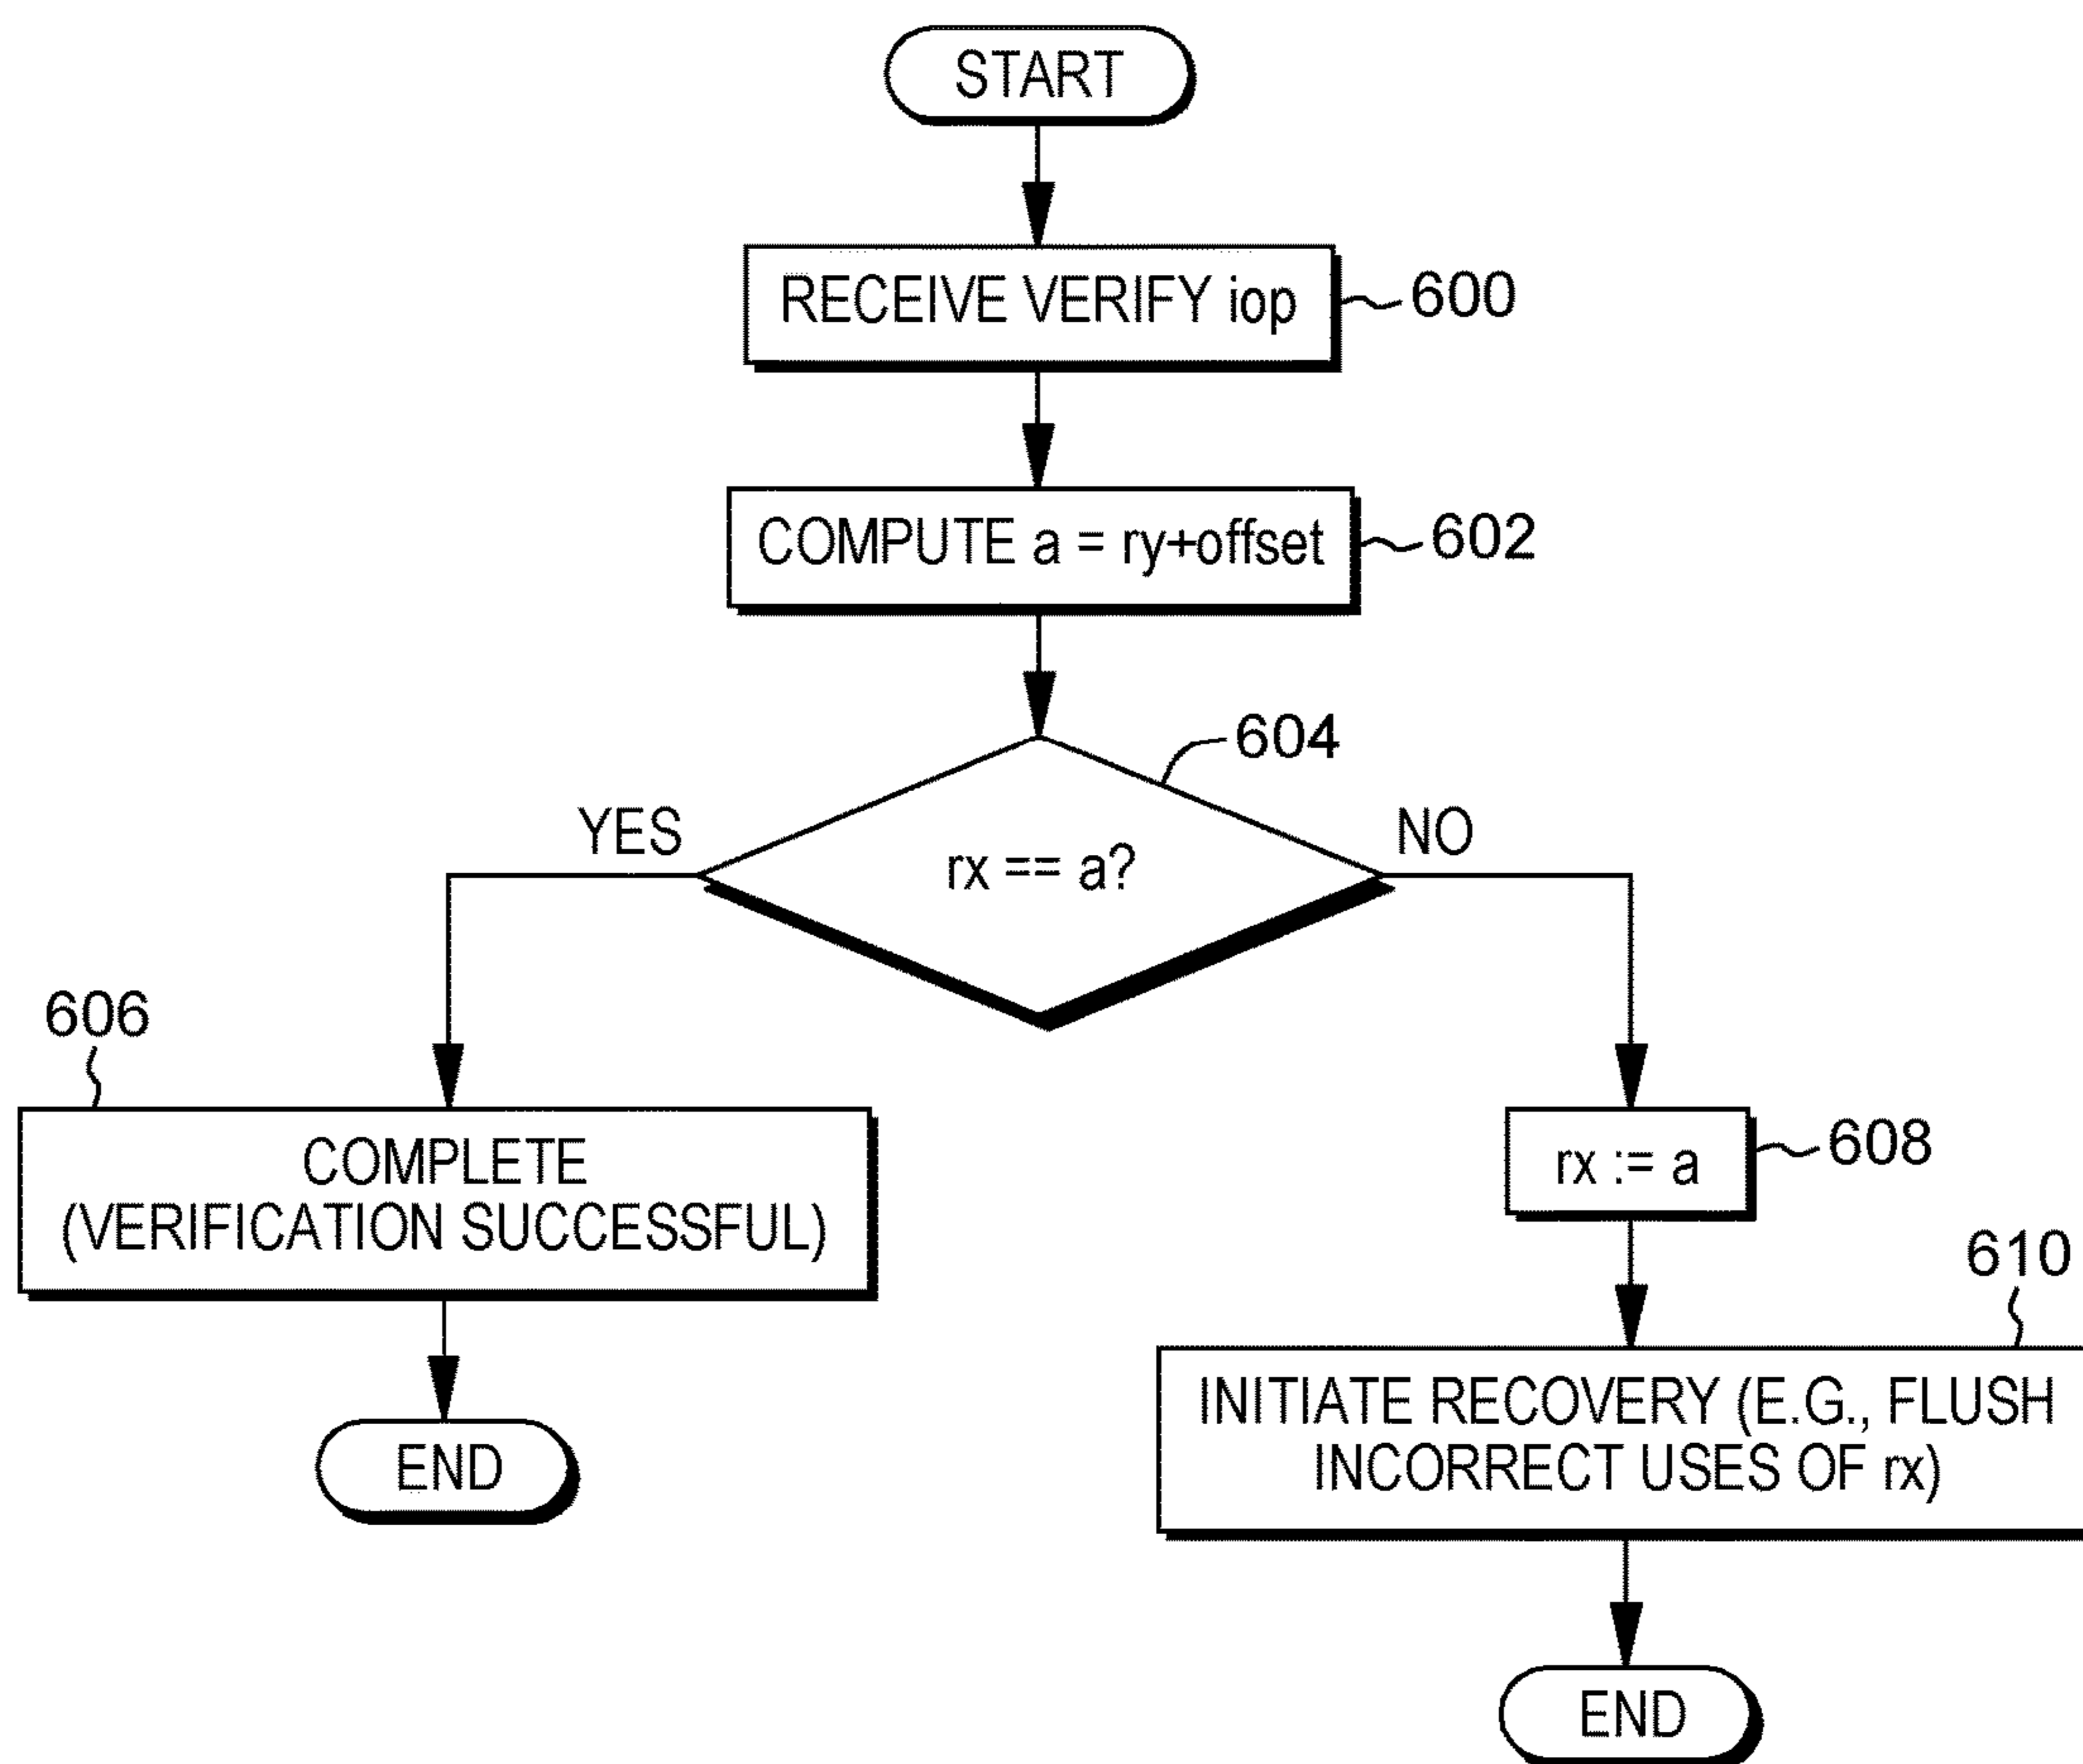 START
RECEIVE VERIFY iop
600
COMPUTE a = ry+offset
602
604
YES
rx == a?
NO
606
COMPLETE
(VERIFICATION SUCCESSFUL)
rx := a
608
END
610
INITIATE RECOVERY (E.G., FLUSH
INCORRECT USES OF rx)
END